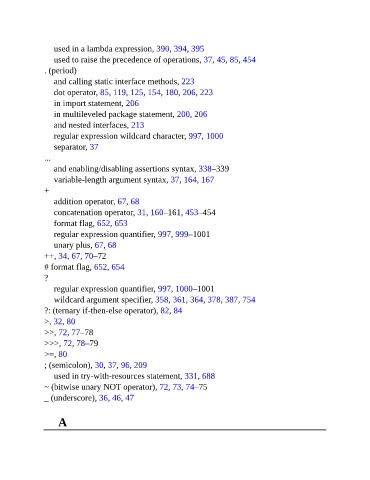 used in a lambda expression, 390, 394, 395
used to raise the precedence of operations, 37, 45, 85, 454
. (period)
and calling static interface methods, 223
dot operator, 85, 119, 125, 154, 180, 206, 223
in import statement, 206
in multileveled package statement, 200, 206
and nested interfaces, 213
regular expression wildcard character, 997, 1000
separator, 37
...
and enabling/disabling assertions syntax, 338–339
variable-length argument syntax, 37, 164, 167
+
addition operator, 67, 68
concatenation operator, 31, 160–161, 453–454
format flag, 652, 653
regular expression quantifier, 997, 999–1001
unary plus, 67, 68
++, 34, 67, 70–72
# format flag, 652, 654
?
regular expression quantifier, 997, 1000–1001
wildcard argument specifier, 358, 361, 364, 378, 387, 754
?: (ternary if-then-else operator), 82, 84
>, 32, 80
>>, 72, 77–78
>>>, 72, 78–79
>=, 80
; (semicolon), 30, 37, 96, 209
used in try-with-resources statement, 331, 688
~ (bitwise unary NOT operator), 72, 73, 74–75
_ (underscore), 36, 46, 47
A